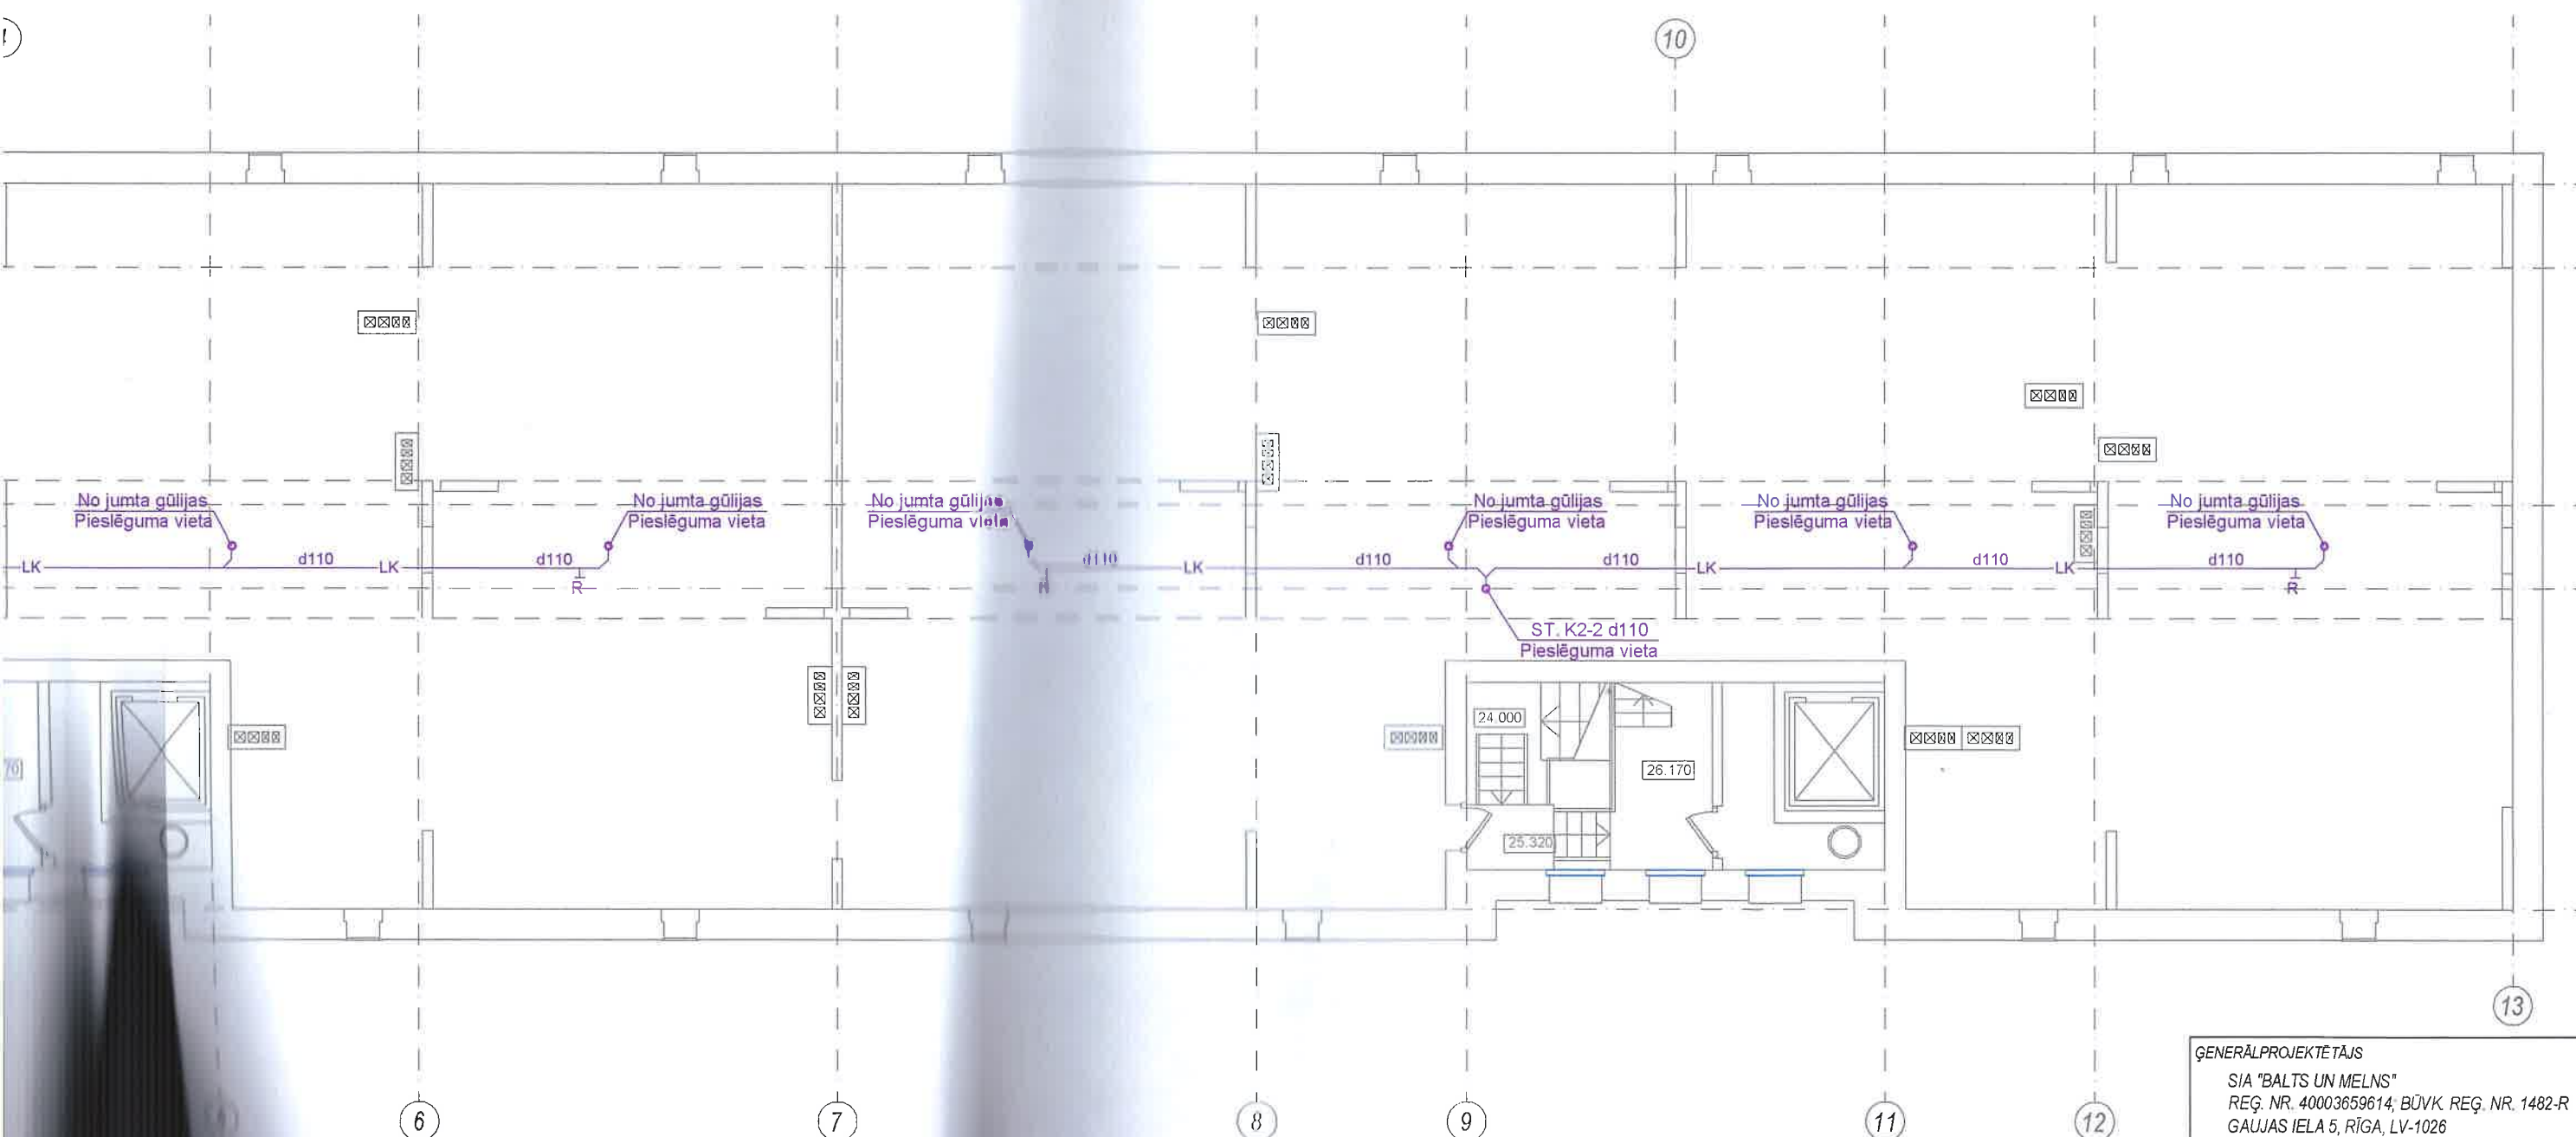 10
No jumta gūlijas
Pieslēguma vieta
No jumta gūlijas
Pieslēguma vieta
No jumta gūlijas
Pieslēguma vieta
No jumta gūlijas
Pieslēguma vieta
No jumta gūlijas
Pieslēguma vieta
No jumta gūlijas
Pieslēguma vieta
LK
d110
LK
d110
R
d110
LK
d110
d110
LK
d110
LK
d110
R
ST. K2-2 d110
Pieslēguma vieta
24.000
26.170
25.320
70
13
6
7
8
9
11
12
ĢENERĀLPROJEKTĒTĀJS
SIA "BALTS UN MELNS"
REĢ. NR. 40003659614; BŪVK. REĢ. NR. 1482-R
GAUJAS IELA 5, RĪGA, LV-1026